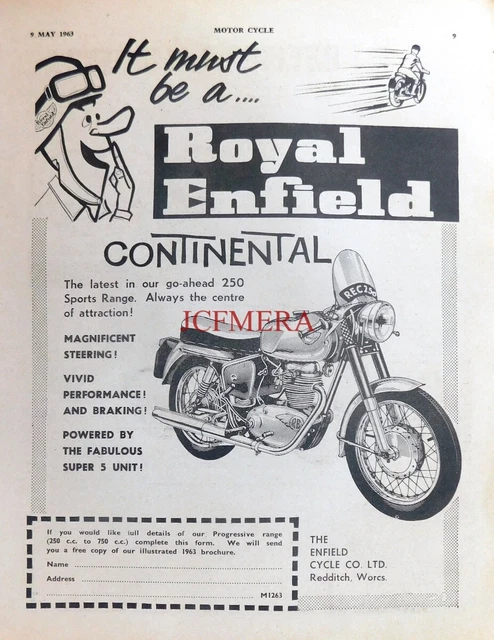 9 MAY 1963
MOTOR CYCLE
9
It must
be a....
Royal
Enfield
CONTINENTAL
The latest in our go-ahead 250
Sports Range. Always the centre
of attraction!
JCFMERA
REC250
MAGNIFICENT
STEERING!
VIVID
PERFORMANCE!
AND BRAKING!
POWERED BY
THE FABULOUS
SUPER 5 UNIT!
If you would like full details of our Progressive range
(250 c.c. to 750 c.c.) complete this form. We will send
you a free copy of our illustrated 1963 brochure.
Name
Address
M1263
THE
ENFIELD
CYCLE CO. LTD.
Redditch, Worcs.